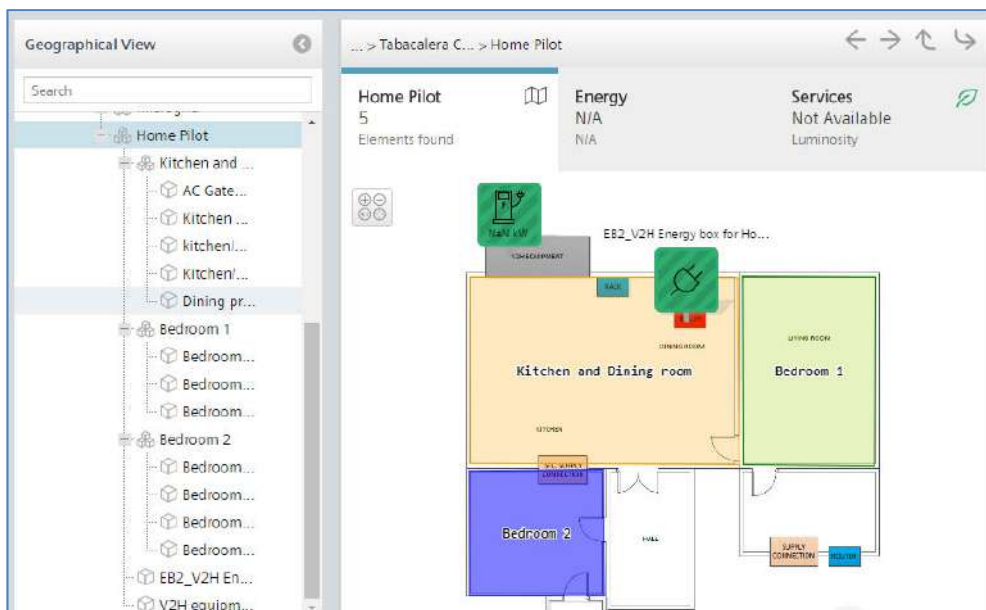 Geographical View
Search
Home Pilot
Kitchen and ...
AC Gate...
Kitchen ...
kitchen/...
Kitchen/...
Dining pr...
Bedroom 1
Bedroom...
Bedroom...
Bedroom...
Bedroom 2
Bedroom...
Bedroom...
Bedroom...
Bedroom...
EB2_V2H En...
V2H equipm...
... > Tabacalera C... > Home Pilot
Home Pilot
5
Elements found
Energy
N/A
N/A
Services
Not Available
Luminosity
NaN kW
EB2_V2H Energy box for Ho...
V2H EQUIPMENT
RACK
DINING ROOM
Kitchen and Dining room
KITCHEN
LIVING ROOM
Bedroom 1
SUPPLY
CONNECTION
Bedroom 2
HALL
SUPPLY
CONNECTION
ROUTER